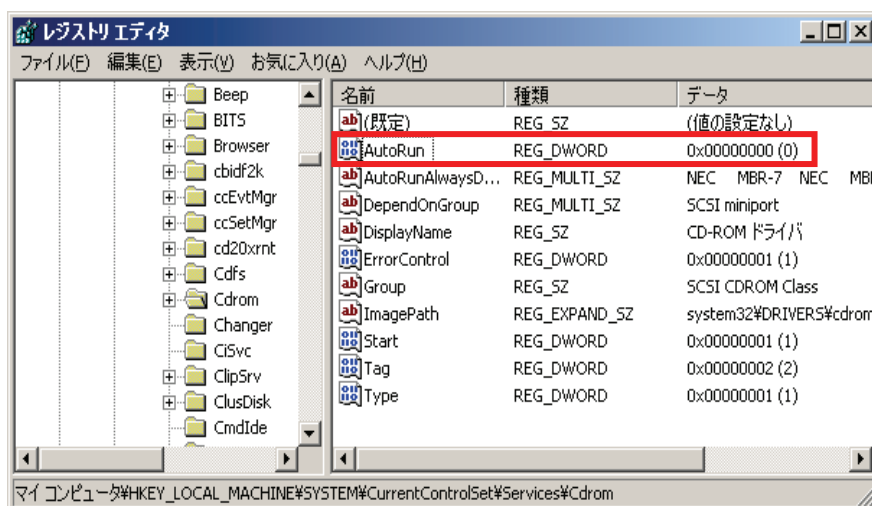 レジストリ エディタ
ファイル(F) 編集(E) 表示(V) お気に入り(A) ヘルプ(H)
Beep
BITS
Browser
cbidf2k
ccEvtMgr
ccSetMgr
cd20xrnt
Cdfs
Cdrom
Changer
CiSvc
ClipSrv
ClusDisk
CmdIde
名前 種類 データ
(既定) REG_SZ (値の設定なし)
AutoRun REG_DWORD 0x00000000 (0)
AutoRunAlwaysD... REG_MULTI_SZ NEC MBR-7 NEC
DependOnGroup REG_MULTI_SZ SCSI miniport
DisplayName REG_SZ CD-ROM ドライバ
ErrorControl REG_DWORD 0x00000001 (1)
Group REG_SZ SCSI CDROM Class
ImagePath REG_EXPAND_SZ system32¥DRIVERS¥cdrom
Start REG_DWORD 0x00000001 (1)
Tag REG_DWORD 0x00000002 (2)
Type REG_DWORD 0x00000001 (1)
マイ コンピュータ¥HKEY_LOCAL_MACHINE¥SYSTEM¥CurrentControlSet¥Services¥Cdrom